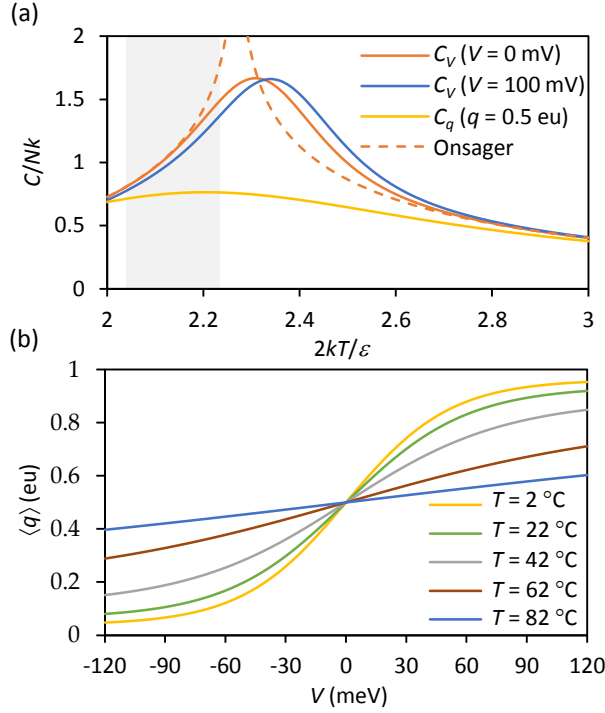 (a)
2
1.5
1
0.5
0
C/Nk
C_V (V = 0 mV)
C_V (V = 100 mV)
C_q (q = 0.5 eu)
Onsager
2 2.2 2.4 2.6 2.8 3
2kT/ε
(b)
1
0.8
0.6
0.4
0.2
0
⟨q⟩ (eu)
T = 2 °C
T = 22 °C
T = 42 °C
T = 62 °C
T = 82 °C
-120 -90 -60 -30 0 30 60 90 120
V (meV)